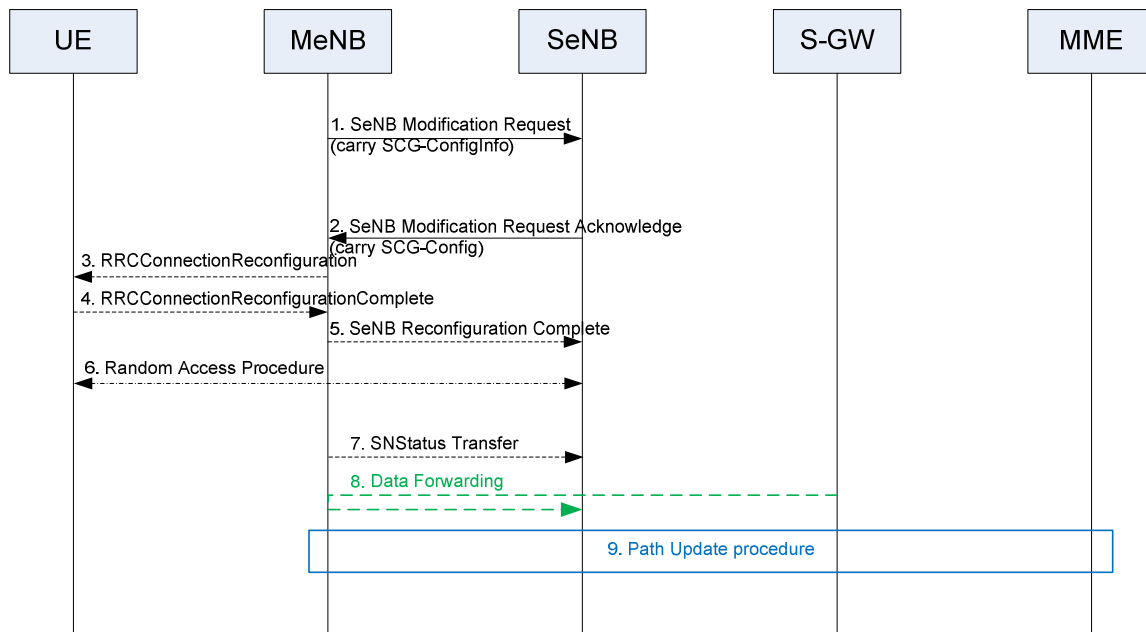 UE
MeNB
SeNB
S-GW
MME
1. SeNB Modification Request
(carry SCG-ConfigInfo)
2. SeNB Modification Request Acknowledge
(carry SCG-Config)
3. RRCConnectionReconfiguration
4. RRCConnectionReconfigurationComplete
5. SeNB Reconfiguration Complete
6. Random Access Procedure
7. SNStatus Transfer
8. Data Forwarding
9. Path Update procedure